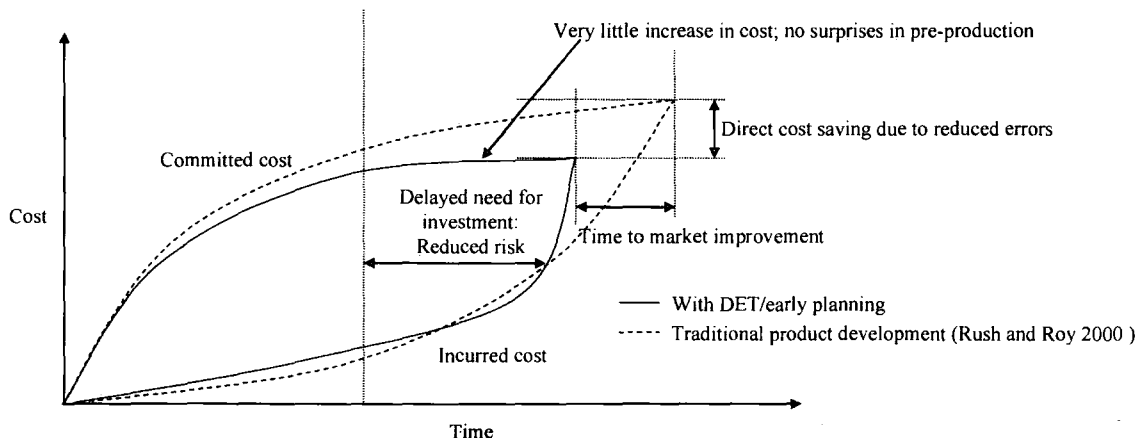 Very little increase in cost; no surprises in pre-production
Direct cost saving due to reduced errors
Committed cost
Delayed need for
investment:
Reduced risk
Cost
Time to market improvement
With DET/early planning
Traditional product development (Rush and Roy 2000 )
Incurred cost
Time